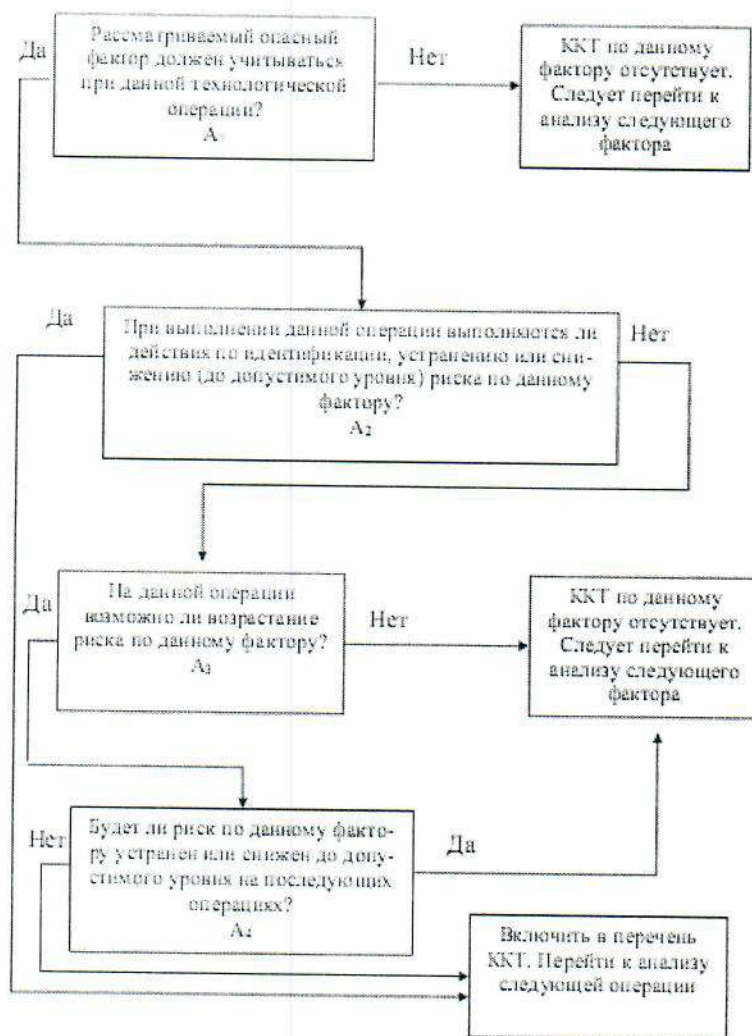 Да
Рассматриваемый опасный
фактор должен учитываться
при данной технологической
операции?
А
Нет
ККТ по данному
фактору отсутствует.
Следует перейти к
анализу следующего
фактора
Да
При выполнении данной операции выполняются ли
действия по идентификации, устранению или сни-
жению (до допустимого уровня) риска по данному
фактору?
А2
Нет
Да
На данной операции
возможно ли возрастание
риска по данному фактору?
А3
Нет
ККТ по данному
фактору отсутствует.
Следует перейти к
анализу следующего
фактора
Нет
Будет ли риск по данному факто-
ру устранен или снижен до допу-
стимого уровня на последующих
операциях?
А4
Да
Включить в перечень
ККТ. Перейти к анализу
следующей операции